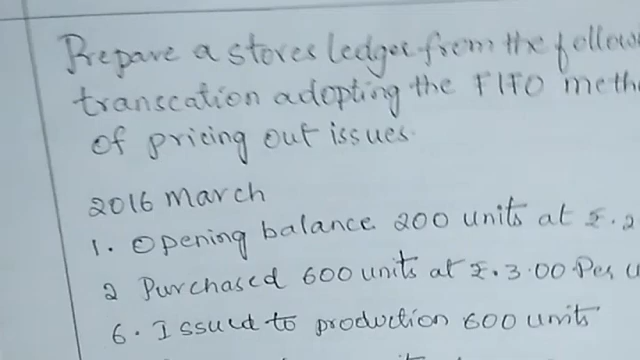 Prepare a stores ledger from the follow
transcation adopting the FIFO meth
of pricing out issues.
2016 March
1. Opening balance 200 units at ₹.2
2 Purchased 600 units at ₹.3.00 Per u
6. Issued to production 600 units